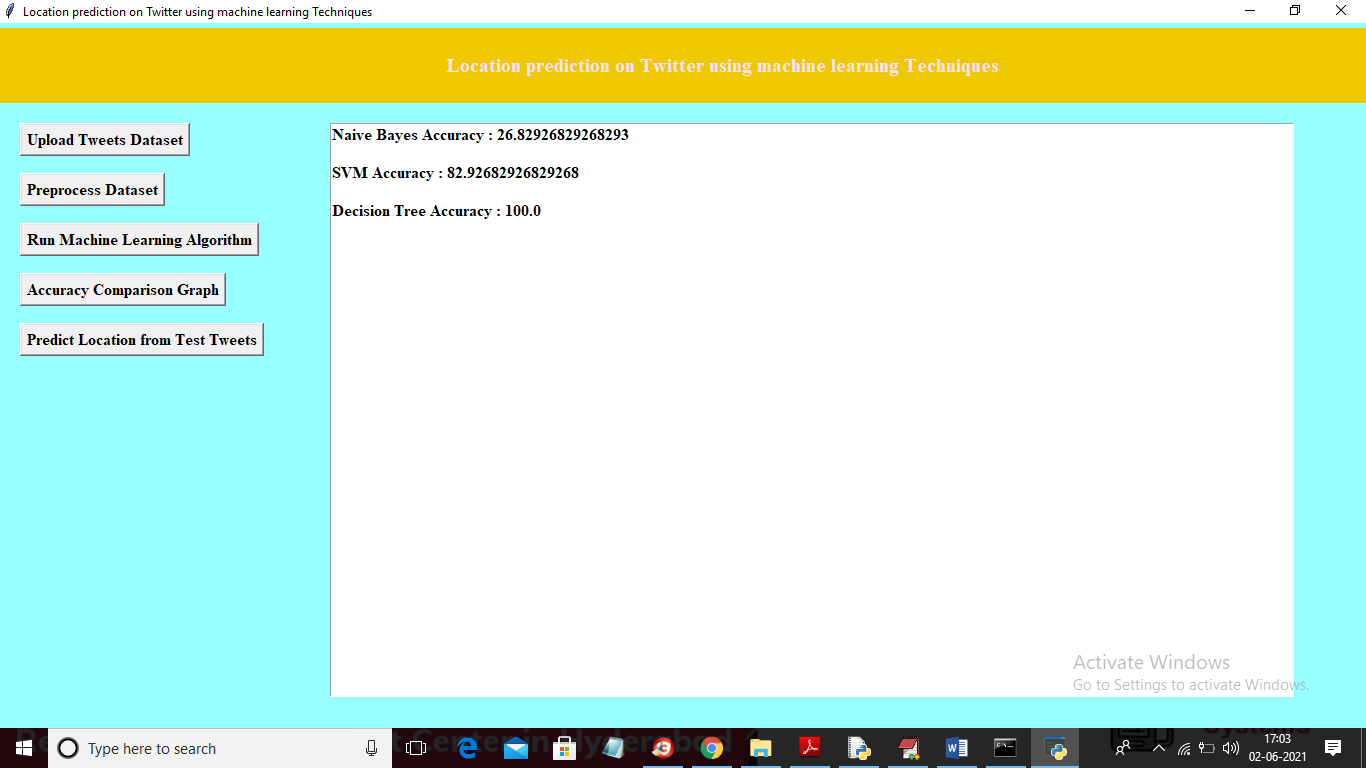 Location prediction on Twitter using machine learning Techniques
Location prediction on Twitter using machine learning Techniques
Upload Tweets Dataset
Preprocess Dataset
Run Machine Learning Algorithm
Accuracy Comparison Graph
Predict Location from Test Tweets
Naive Bayes Accuracy : 26.82926829268293
SVM Accuracy : 82.92682926829268
Decision Tree Accuracy : 100.0
Activate Windows
Go to Settings to activate Windows.
Type here to search
17:03
02-06-2021